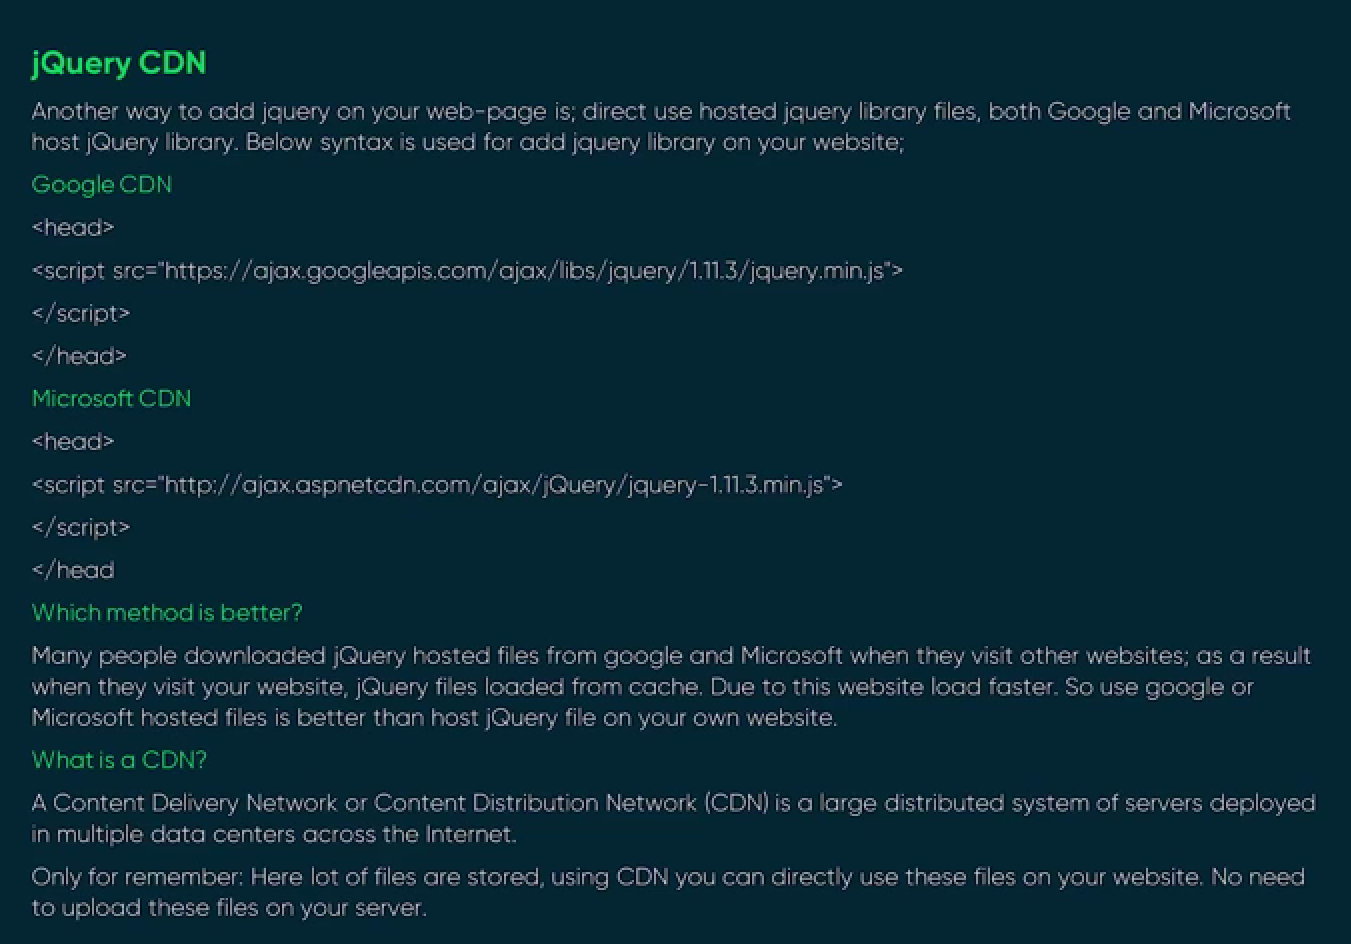 jQuery CDN
Another way to add jquery on your web-page is; direct use hosted jquery library files, both Google and Microsoft
host jQuery library. Below syntax is used for add jquery library on your website;
Google CDN
<head>
<script src="https://ajax.googleapis.com/ajax/libs/jquery/1.11.3/jquery.min.js">
</script>
</head>
Microsoft CDN
<head>
<script src="http://ajax.aspnetcdn.com/ajax/jQuery/jquery-1.11.3.min.js">
</script>
</head
Which method is better?
Many people downloaded jQuery hosted files from google and Microsoft when they visit other websites; as a result
when they visit your website, jQuery files loaded from cache. Due to this website load faster. So use google or
Microsoft hosted files is better than host jQuery file on your own website.
What is a CDN?
A Content Delivery Network or Content Distribution Network (CDN) is a large distributed system of servers deployed
in multiple data centers across the Internet.
Only for remember: Here lot of files are stored, using CDN you can directly use these files on your website. No need
to upload these files on your server.